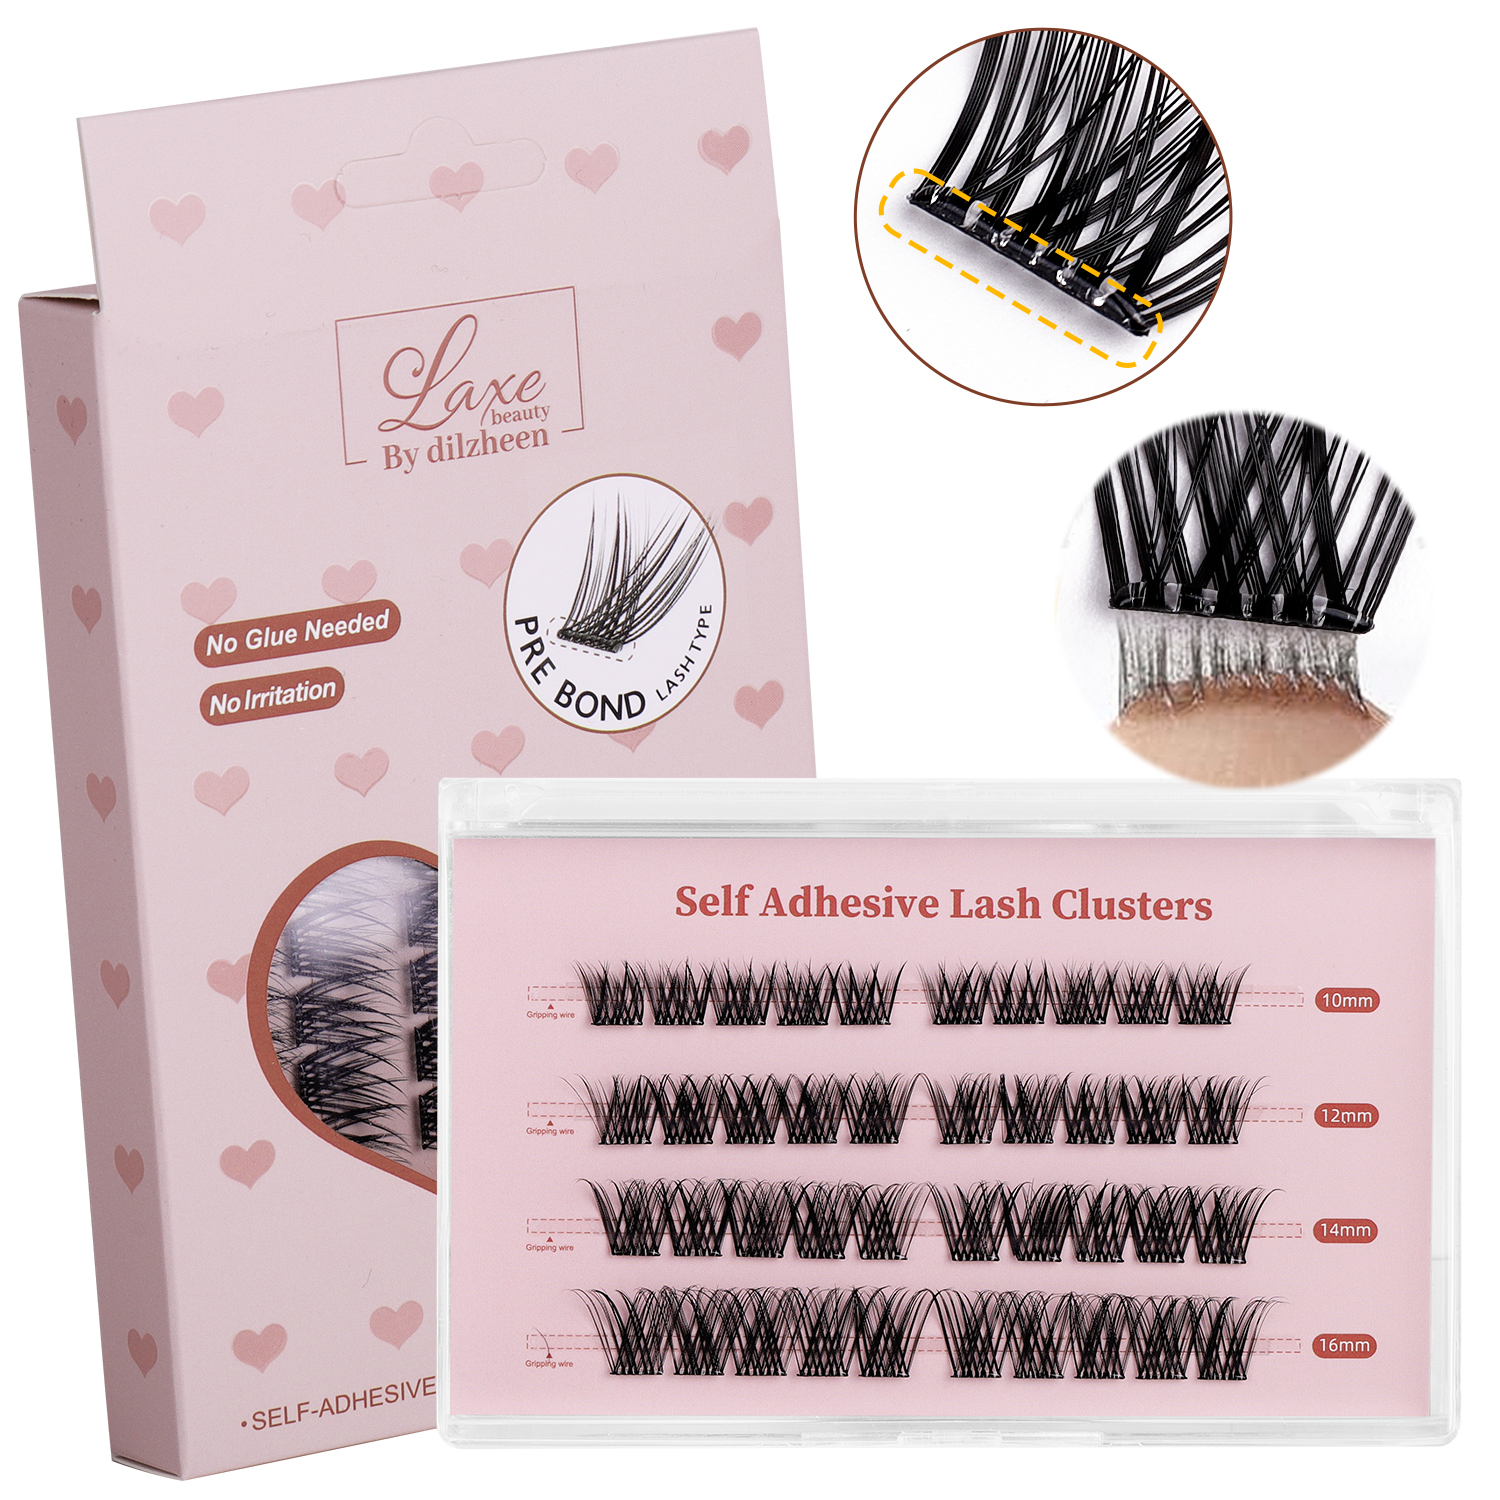 Laxe
beauty
By dilzheen
PRE BOND LASH TYPE
No Glue Needed
No Irritation
• SELF-ADHESIVE
Self Adhesive Lash Clusters
Gripping wire
10mm
Gripping wire
12mm
Gripping wire
14mm
Gripping wire
16mm